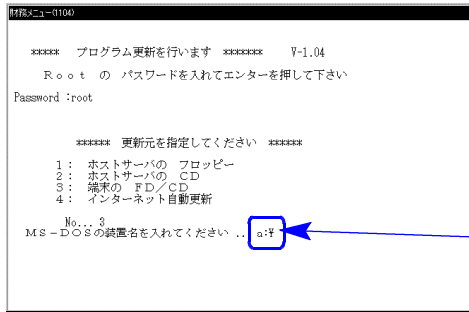 財務メニュー(1104)
***** プログラム更新を行います ******* V-1.04
Ｒｏｏｔ の パスワードを入れてエンターを押して下さい
Password :root
****** 更新元を指定してください ******
１： ホストサーバの フロッピー
２： ホストサーバの ＣＤ
３： 端末の ＦＤ／ＣＤ
４： インターネット自動更新
No... 3
ＭＳ－ＤＯＳの装置名を入れてください .. a:¥